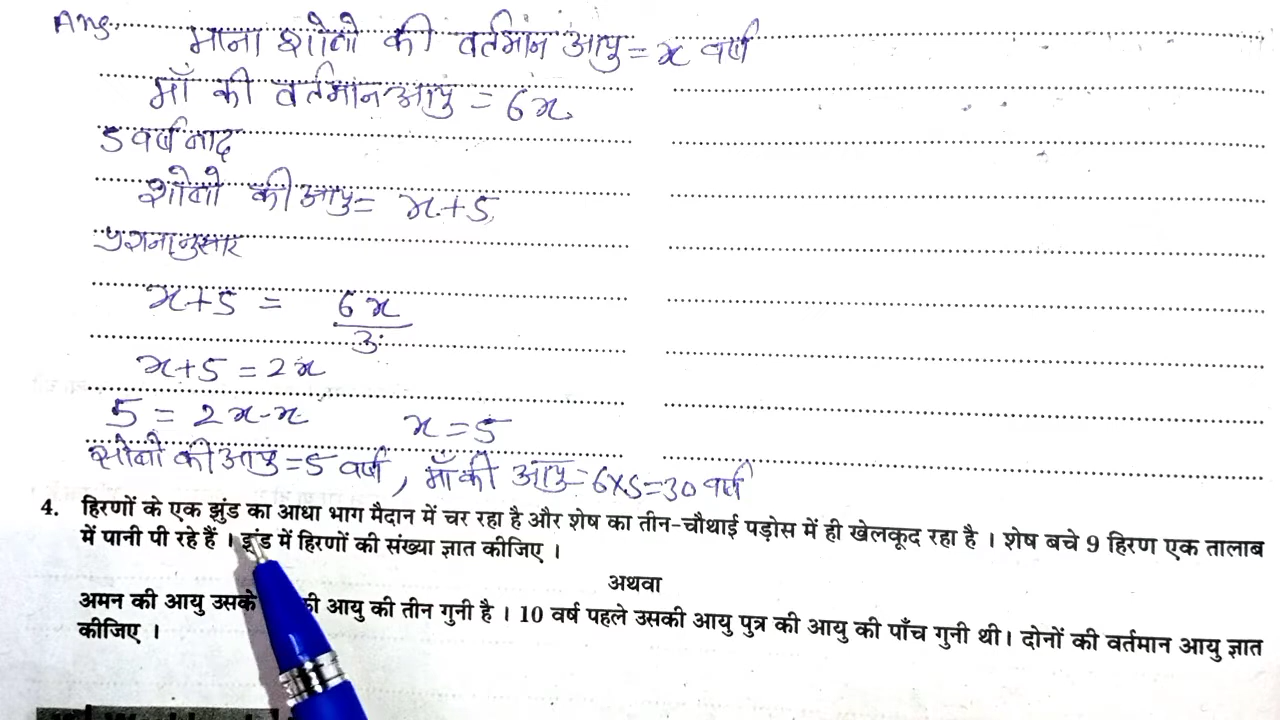 Ans.
माना शोबो की वर्तमान आयु = x वर्ष
माँ की वर्तमान आयु = 6x
5 वर्ष बाद
शोबो की आयु = x+5
प्रशनानुसार
x+5 = 6x/3
x+5 = 2x
5 = 2x-x x = 5
सोबो की आयु = 5 वर्ष, माँ की आयु = 6×5=30 वर्ष
4. हिरणों के एक झुंड का आधा भाग मैदान में चर रहा है और शेष का तीन-चौथाई पड़ोस में ही खेलकूद रहा है । शेष बचे 9 हिरण एक तालाब
में पानी पी रहे हैं । झुंड में हिरणों की संख्या ज्ञात कीजिए ।
अथवा
अमन की आयु उसके की आयु की तीन गुनी है । 10 वर्ष पहले उसकी आयु पुत्र की आयु की पाँच गुनी थी। दोनों की वर्तमान आयु ज्ञात
कीजिए ।